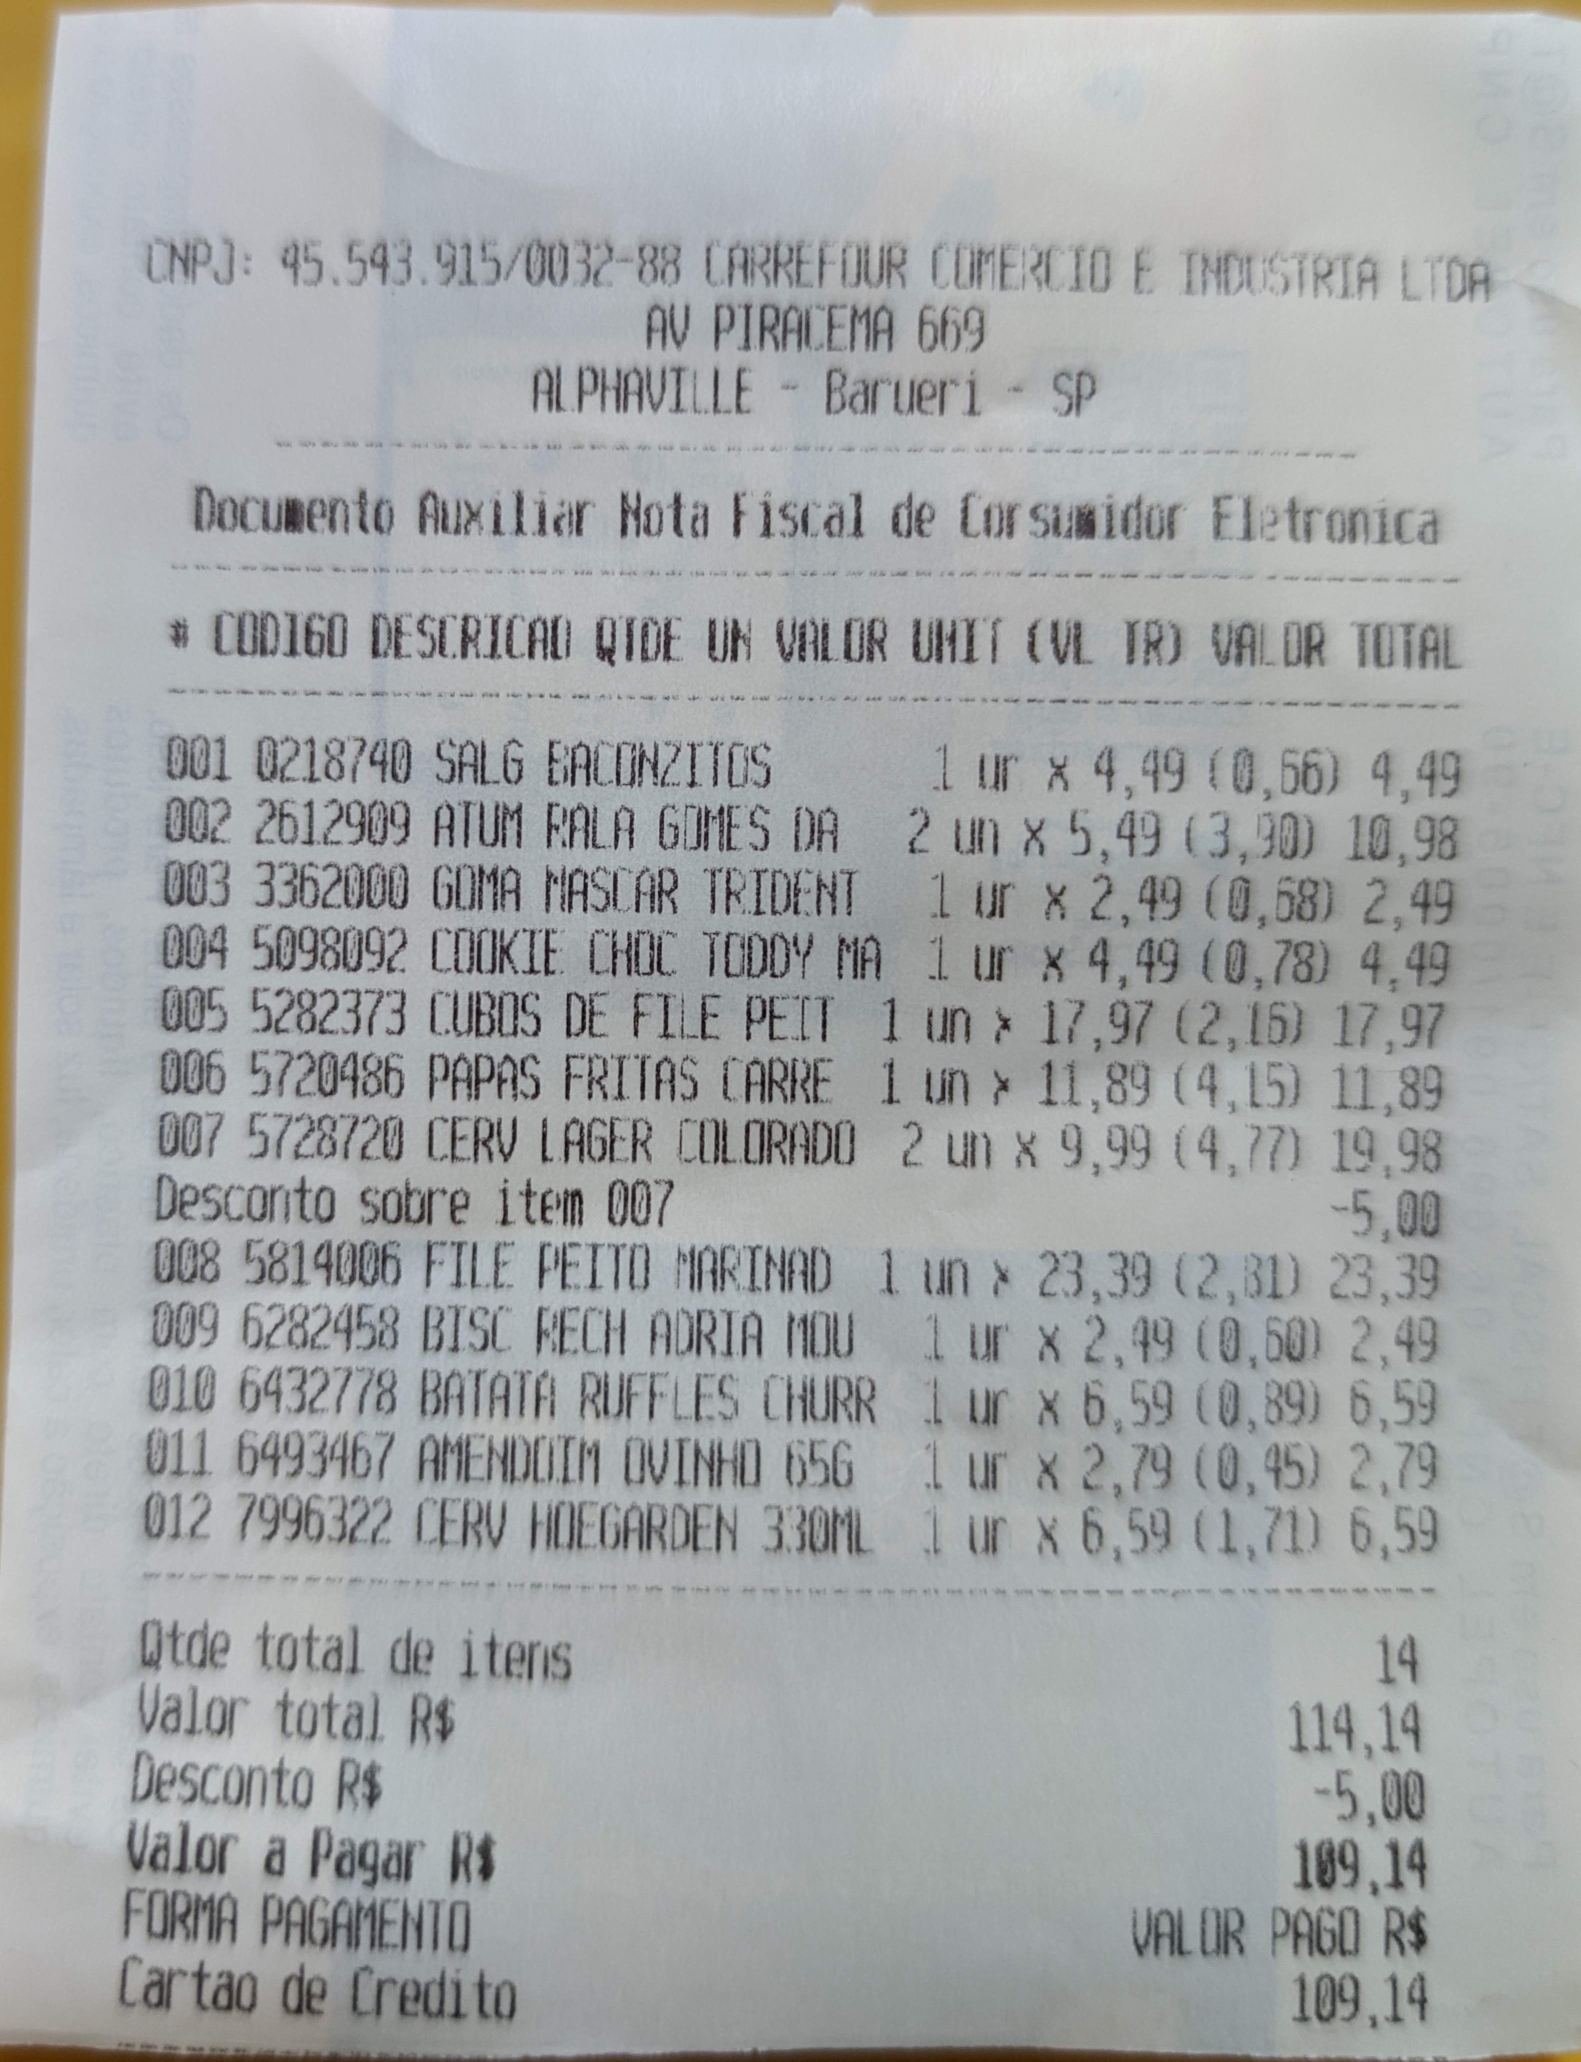 CNPJ: 45.543.915/0032-88 CARREFOUR COMERCIO E INDUSTRIA LTDA
AV PIRACEMA 669
ALPHAVILLE - Barueri - SP
Documento Auxiliar Nota Fiscal de Consumidor Eletronica
# CODIGO DESCRICAO QTDE UN VALOR UNIT (VL TR) VALOR TOTAL
001 0218740 SALG BACONZITOS 1 un x 4,49 (0,66) 4,49
002 2612909 ATUM RALA GOMES DA 2 un x 5,49 (3,90) 10,98
003 3362000 GOMA MASCAR TRIDENT 1 un x 2,49 (0,68) 2,49
004 5098092 COOKIE CHOC TODDY MA 1 un x 4,49 (0,78) 4,49
005 5282373 CUBOS DE FILE PEIT 1 un x 17,97 (2,16) 17,97
006 5720486 PAPAS FRITAS CARRE 1 un x 11,89 (4,15) 11,89
007 5728720 CERV LAGER COLORADO 2 un x 9,99 (4,77) 19,98
Desconto sobre item 007 -5,00
008 5814006 FILE PEITO MARINAD 1 un x 23,39 (2,81) 23,39
009 6282458 BISC RECH ADRIA MOU 1 un x 2,49 (0,60) 2,49
010 6432778 BATATA RUFFLES CHURR 1 un x 6,59 (0,89) 6,59
011 6493467 AMENDOIM OVINHO 65G 1 un x 2,79 (0,45) 2,79
012 7996322 CERV HOEGARDEN 330ML 1 un x 6,59 (1,71) 6,59
Qtde total de itens 14
Valor total R$ 114,14
Desconto R$ -5,00
Valor a Pagar R$ 109,14
FORMA PAGAMENTO VALOR PAGO R$
Cartao de Credito 109,14